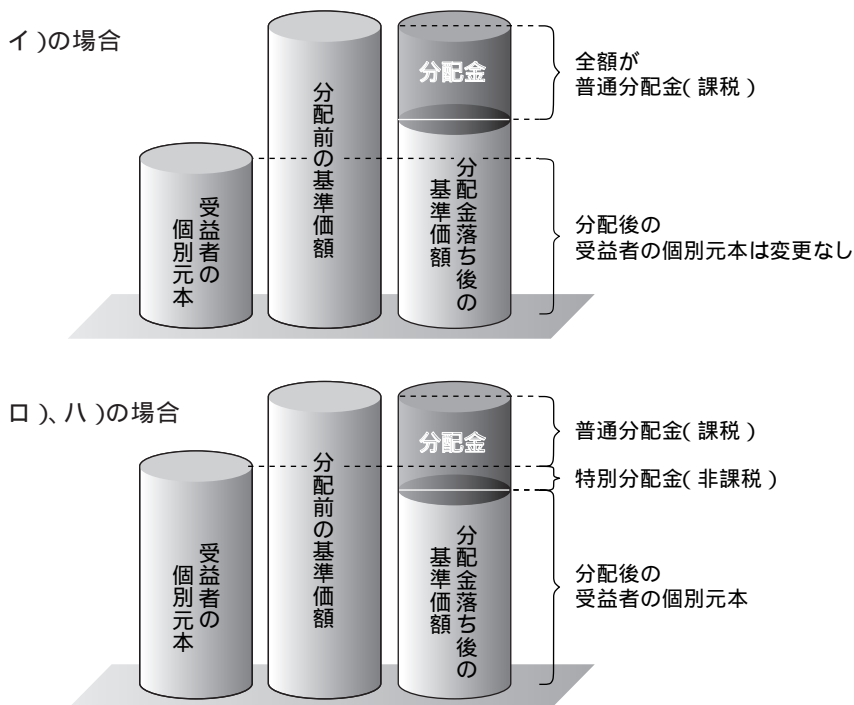 イ)の場合
受益者の
個別元本
分配前の基準価額
分配金
分配金落ち後の
基準価額
全額が
普通分配金(課税)
分配後の
受益者の個別元本は変更なし
ロ)、ハ)の場合
受益者の
個別元本
分配前の基準価額
分配金
分配金落ち後の
基準価額
普通分配金(課税)
特別分配金(非課税)
分配後の
受益者の個別元本